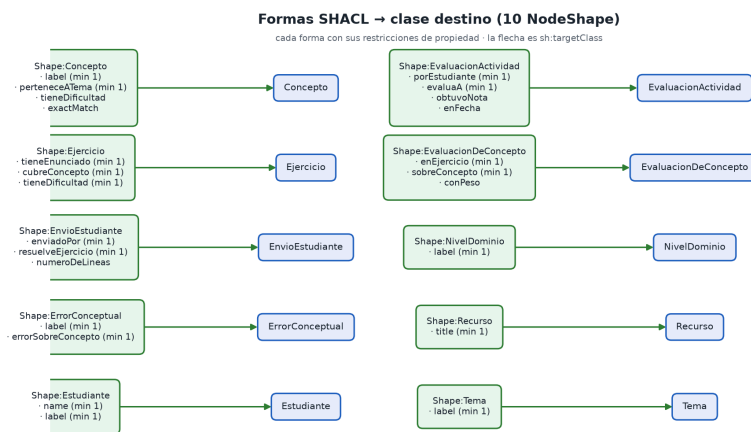 Formas SHACL → clase destino (10 NodeShape)
cada forma con sus restricciones de propiedad · la flecha es sh:targetClass
Shape:Concepto
· label (min 1)
· perteneceATema (min 1)
· tieneDificultad
· exactMatch
Concepto
Shape:EvaluacionActividad
· porEstudiante (min 1)
· evaluaA (min 1)
· obtuvoNota
· enFecha
EvaluacionActividad
Shape:Ejercicio
· tieneEnunciado (min 1)
· cubreConcepto (min 1)
· tieneDificultad (min 1)
Ejercicio
Shape:EvaluacionDeConcepto
· enEjercicio (min 1)
· sobreConcepto (min 1)
· conPeso
EvaluacionDeConcepto
Shape:EnvioEstudiante
· enviadoPor (min 1)
· resuelveEjercicio (min 1)
· numeroDeLineas
EnvioEstudiante
Shape:NivelDominio
· label (min 1)
NivelDominio
Shape:ErrorConceptual
· label (min 1)
· errorSobreConcepto (min 1)
ErrorConceptual
Shape:Recurso
· title (min 1)
Recurso
Shape:Estudiante
· name (min 1)
· label (min 1)
Estudiante
Shape:Tema
· label (min 1)
Tema